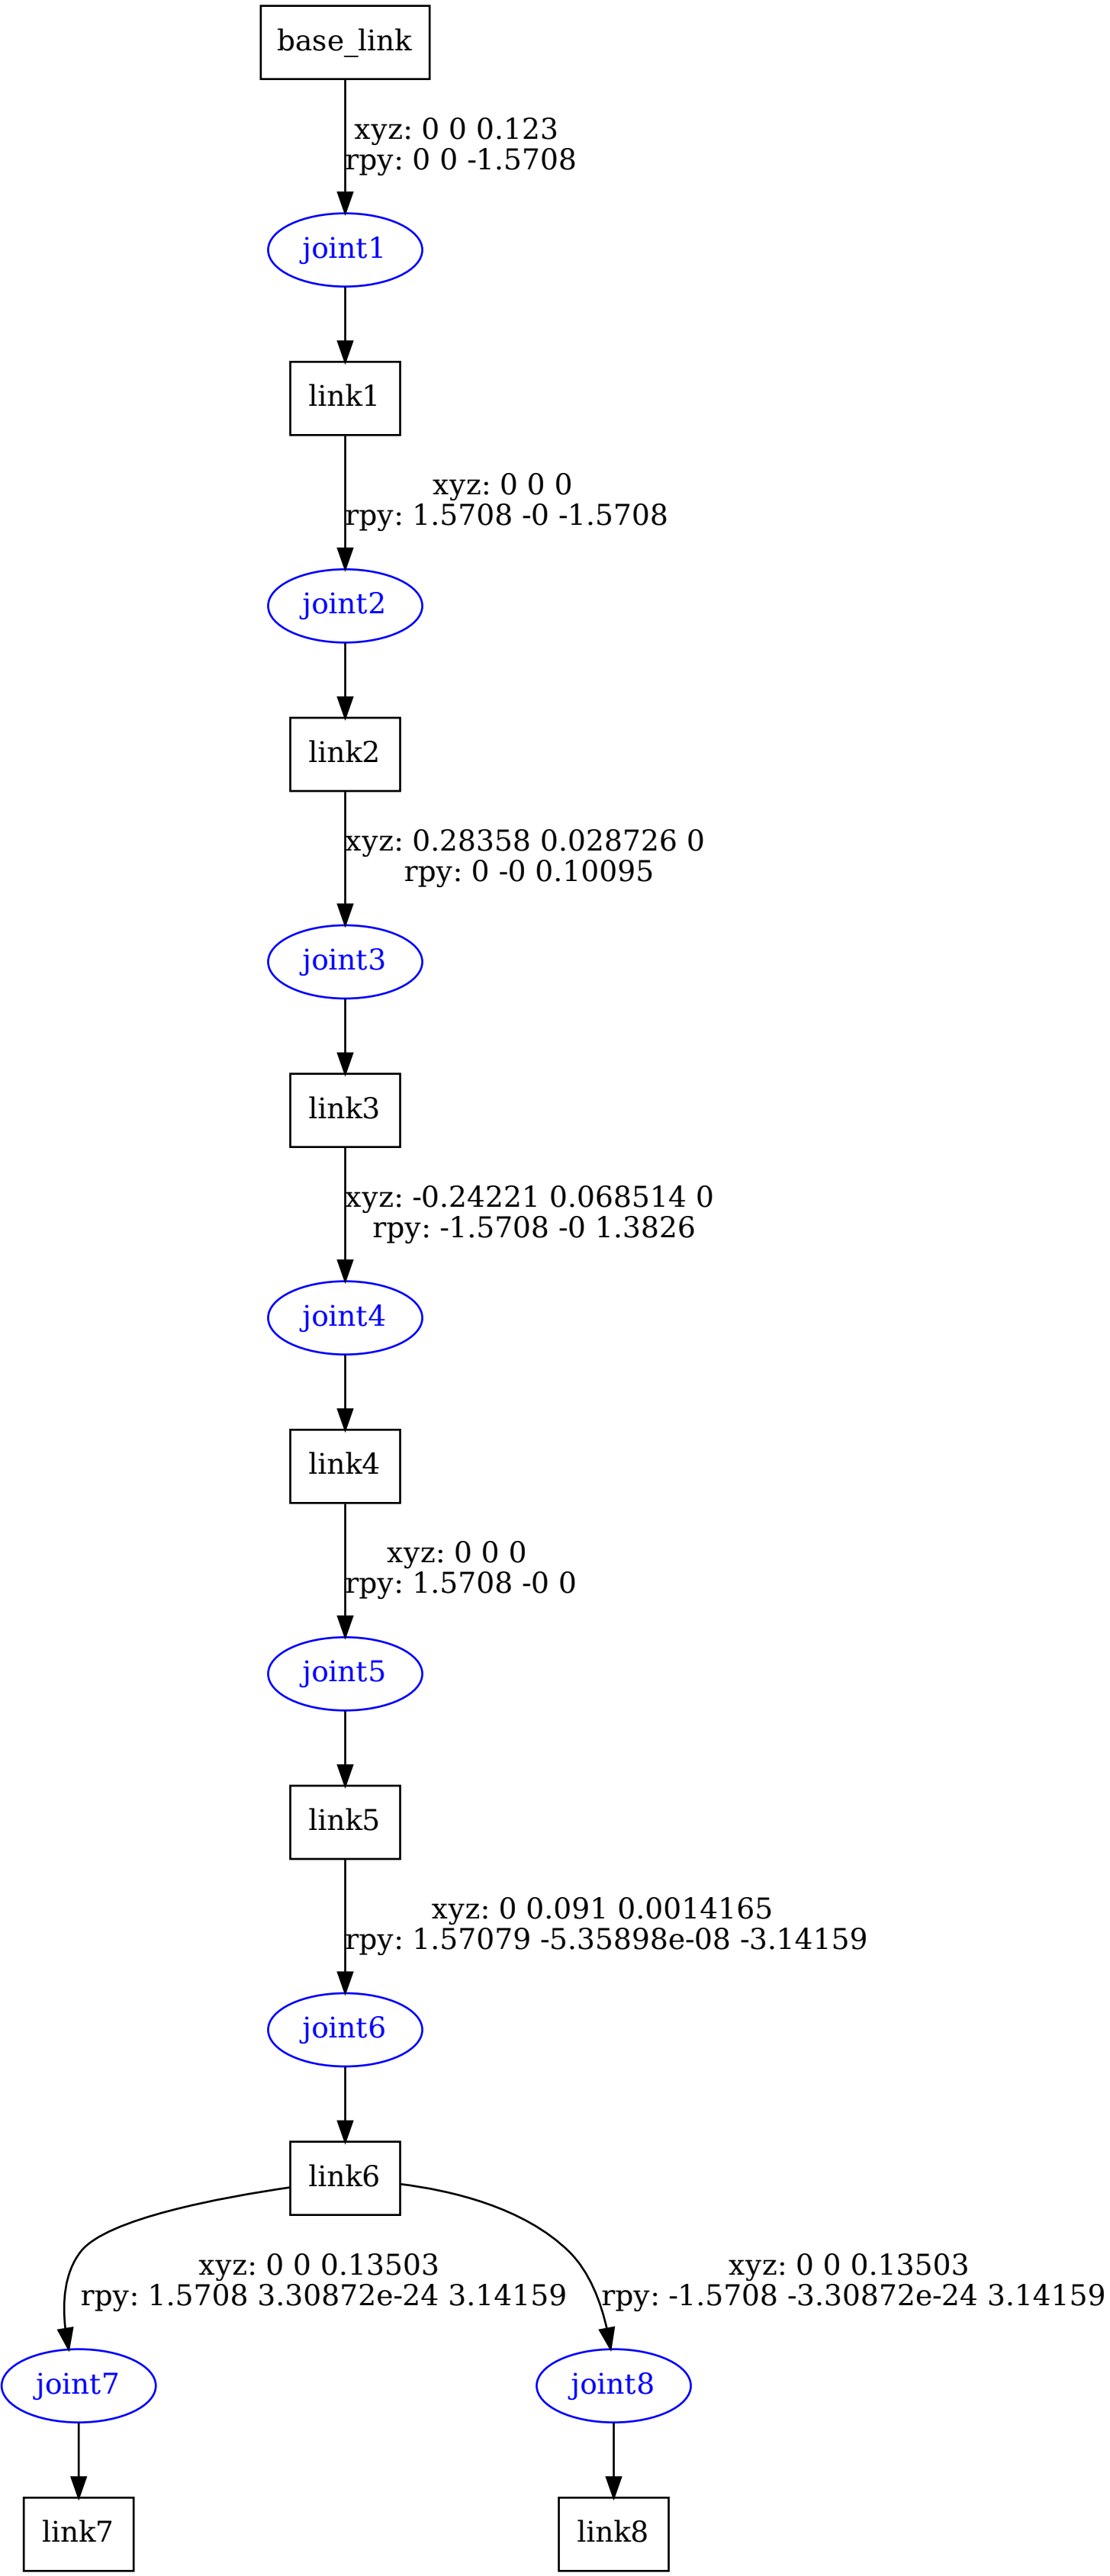 base_link
xyz: 0 0 0.123
rpy: 0 0 -1.5708
joint1
link1
xyz: 0 0 0
rpy: 1.5708 -0 -1.5708
joint2
link2
xyz: 0.28358 0.028726 0
rpy: 0 -0 0.10095
joint3
link3
xyz: -0.24221 0.068514 0
rpy: -1.5708 -0 1.3826
joint4
link4
xyz: 0 0 0
rpy: 1.5708 -0 0
joint5
link5
xyz: 0 0.091 0.0014165
rpy: 1.57079 -5.35898e-08 -3.14159
joint6
link6
xyz: 0 0 0.13503
rpy: 1.5708 3.30872e-24 3.14159
xyz: 0 0 0.13503
rpy: -1.5708 -3.30872e-24 3.14159
joint7
joint8
link7
link8